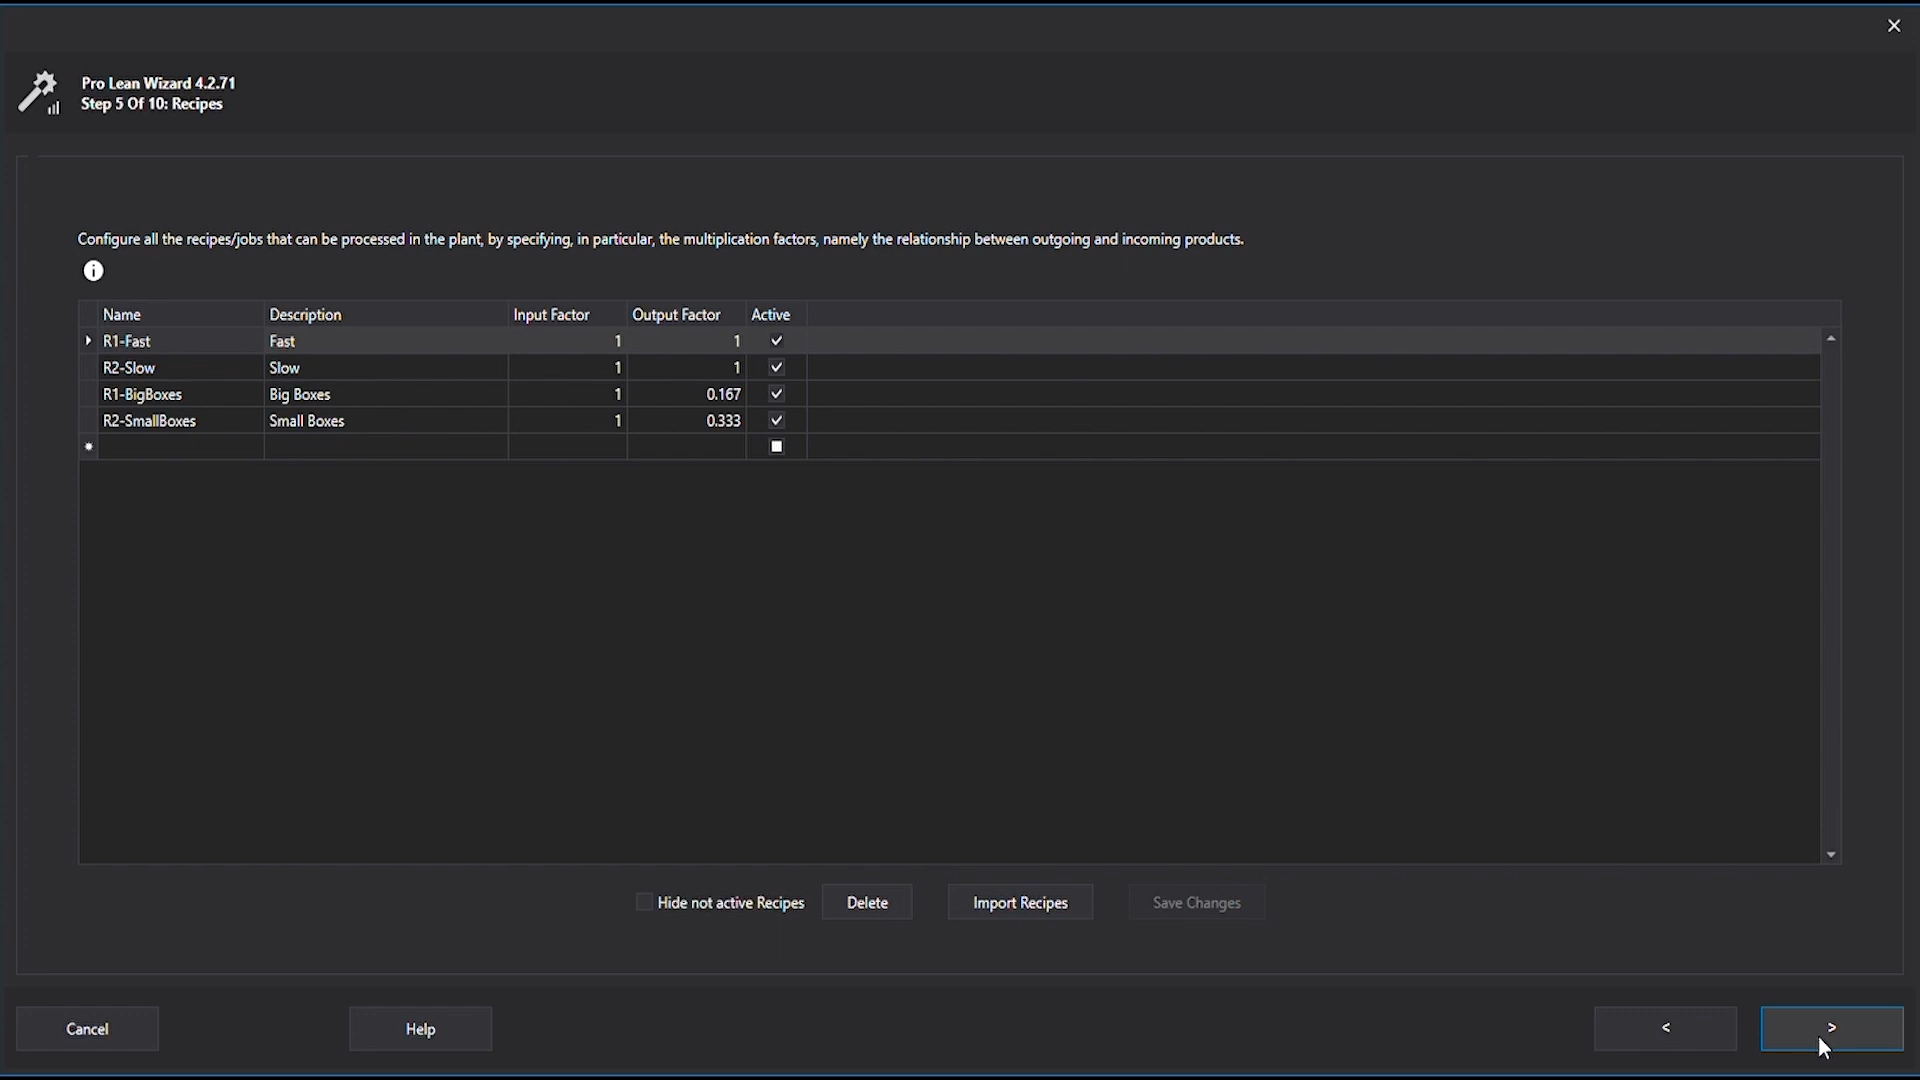 Pro Lean Wizard 4.2.71
Step 5 Of 10: Recipes
Configure all the recipes/jobs that can be processed in the plant, by specifying, in particular, the multiplication factors, namely the relationship between outgoing and incoming products.
Name Description Input Factor Output Factor Active
R1-Fast Fast 1 1
R2-Slow Slow 1 1
R1-BigBoxes Big Boxes 1 0.167
R2-SmallBoxes Small Boxes 1 0.333
Hide not active Recipes Delete Import Recipes Save Changes
Cancel Help < >